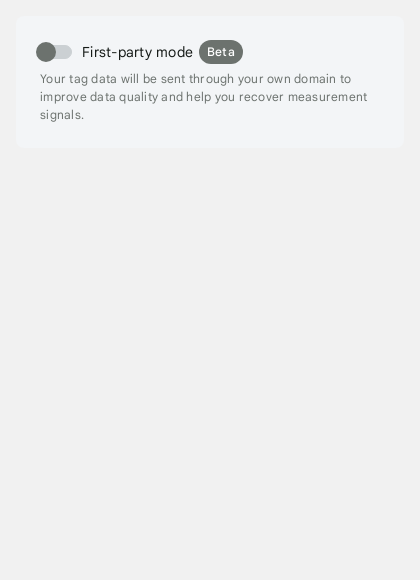 First-party mode Beta
Your tag data will be sent through your own domain to
improve data quality and help you recover measurement
signals.